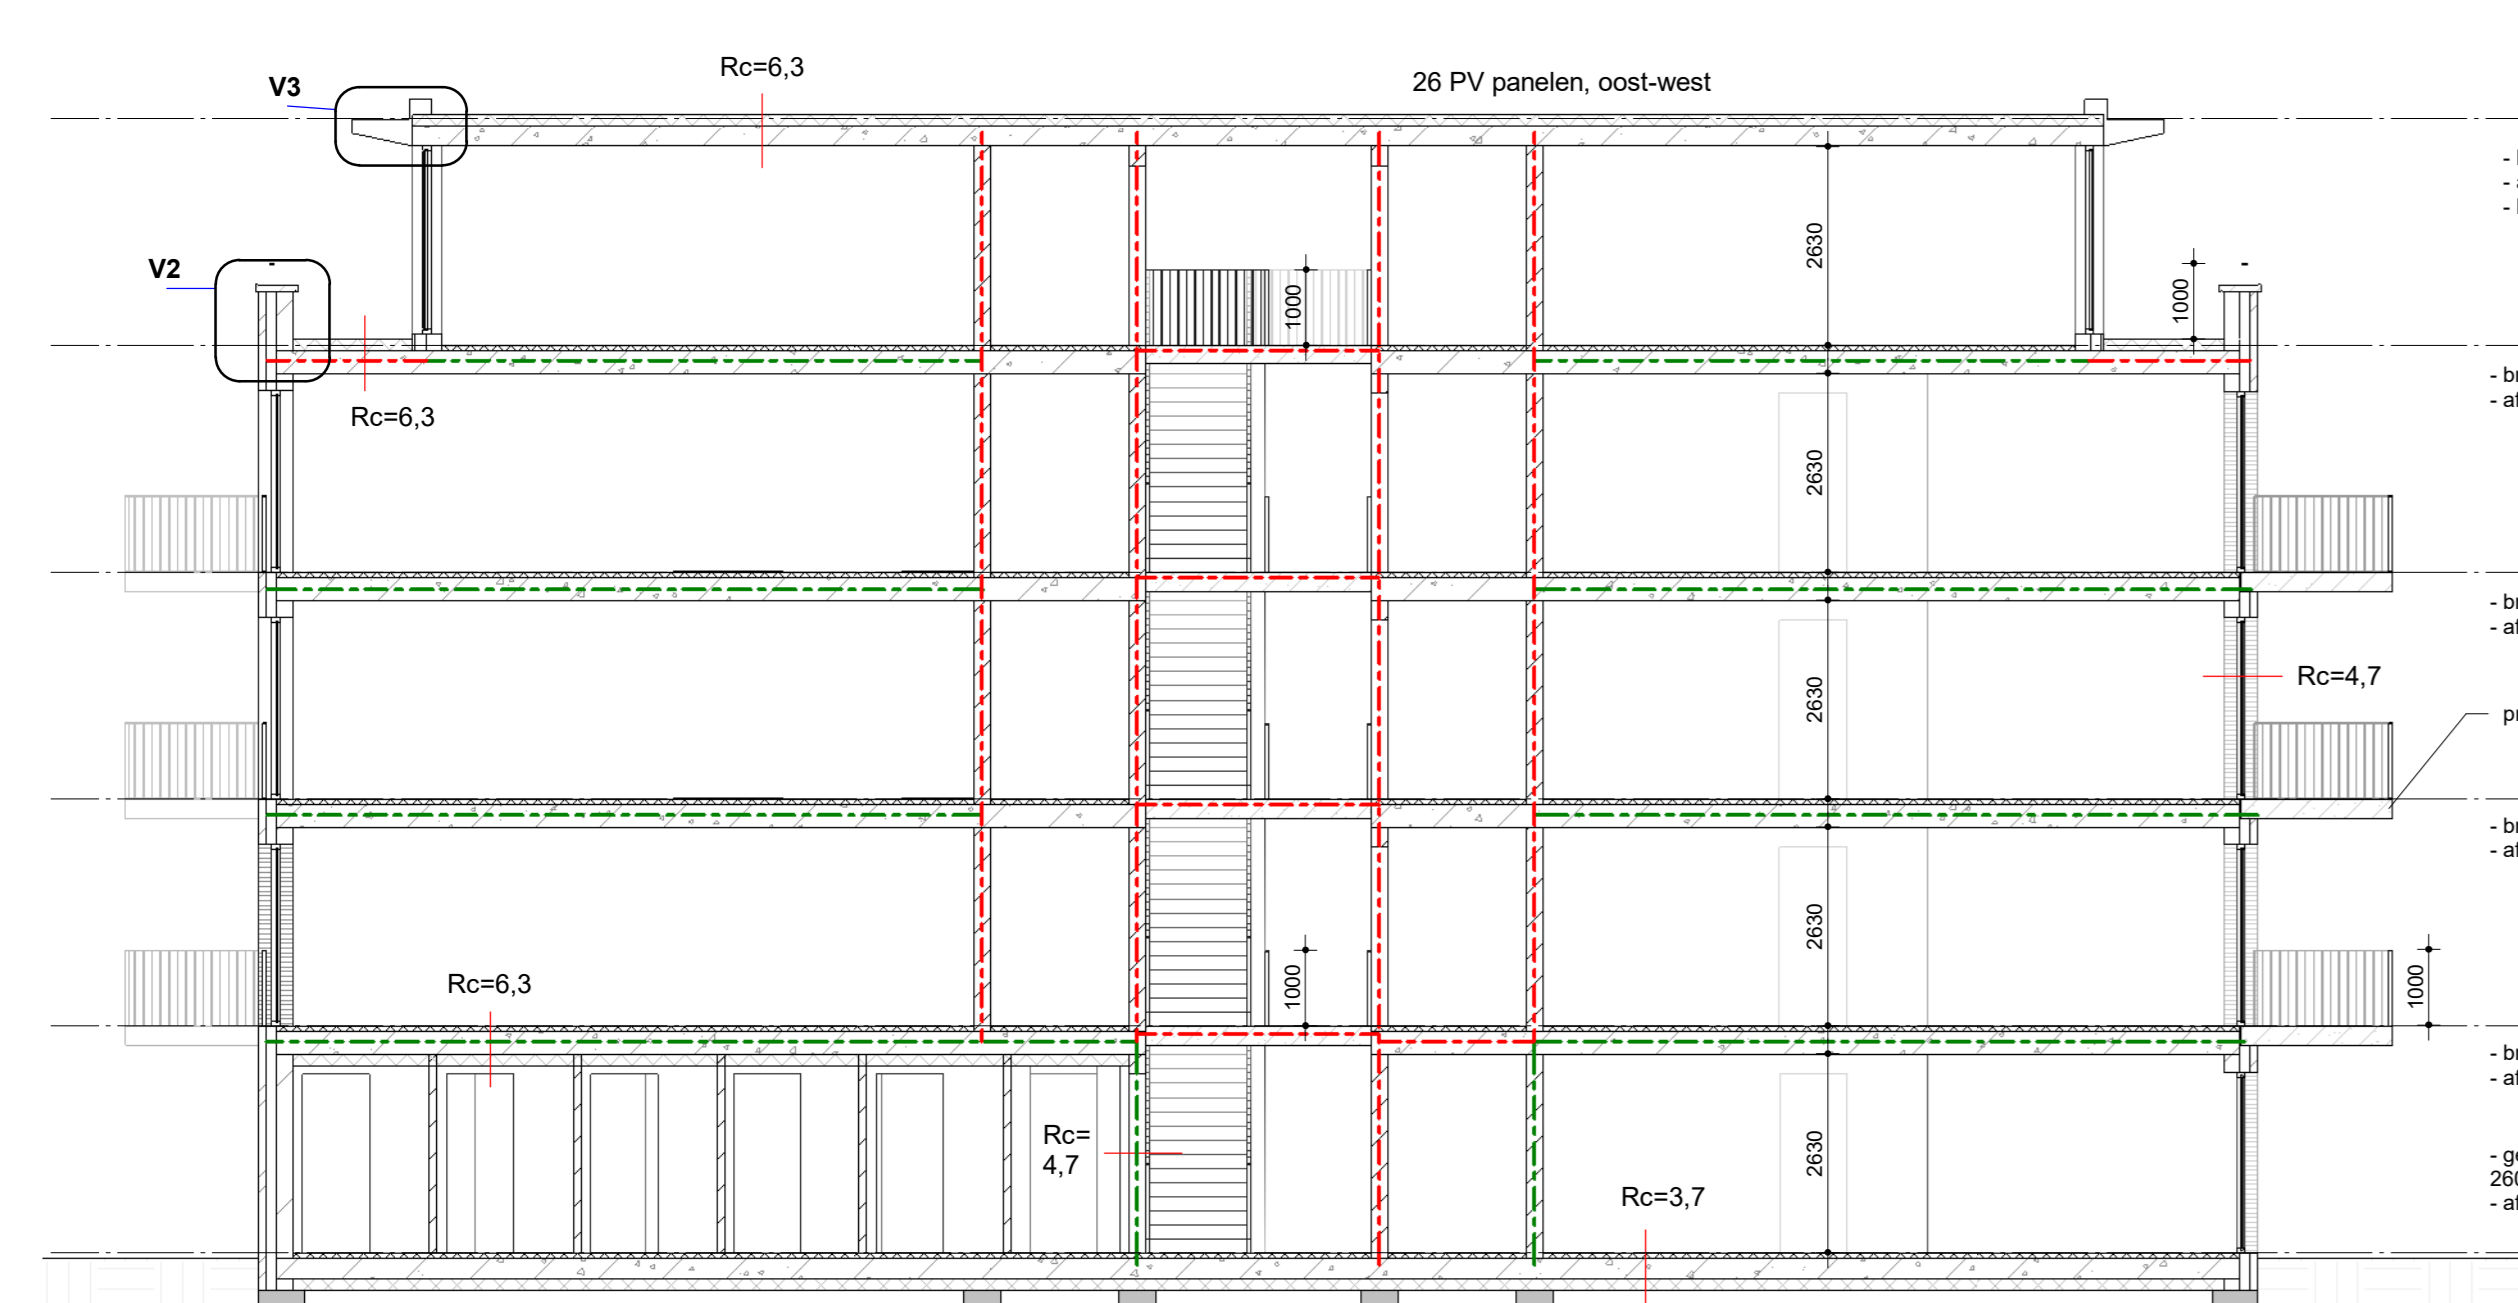 Rc=6,3
26 PV panelen, oost-west
V3
V2
2630
1000
1000
Rc=6,3
2630
2630
Rc=4,7
2630
1000
1000
Rc=6,3
Rc=
4,7
2630
Rc=3,7